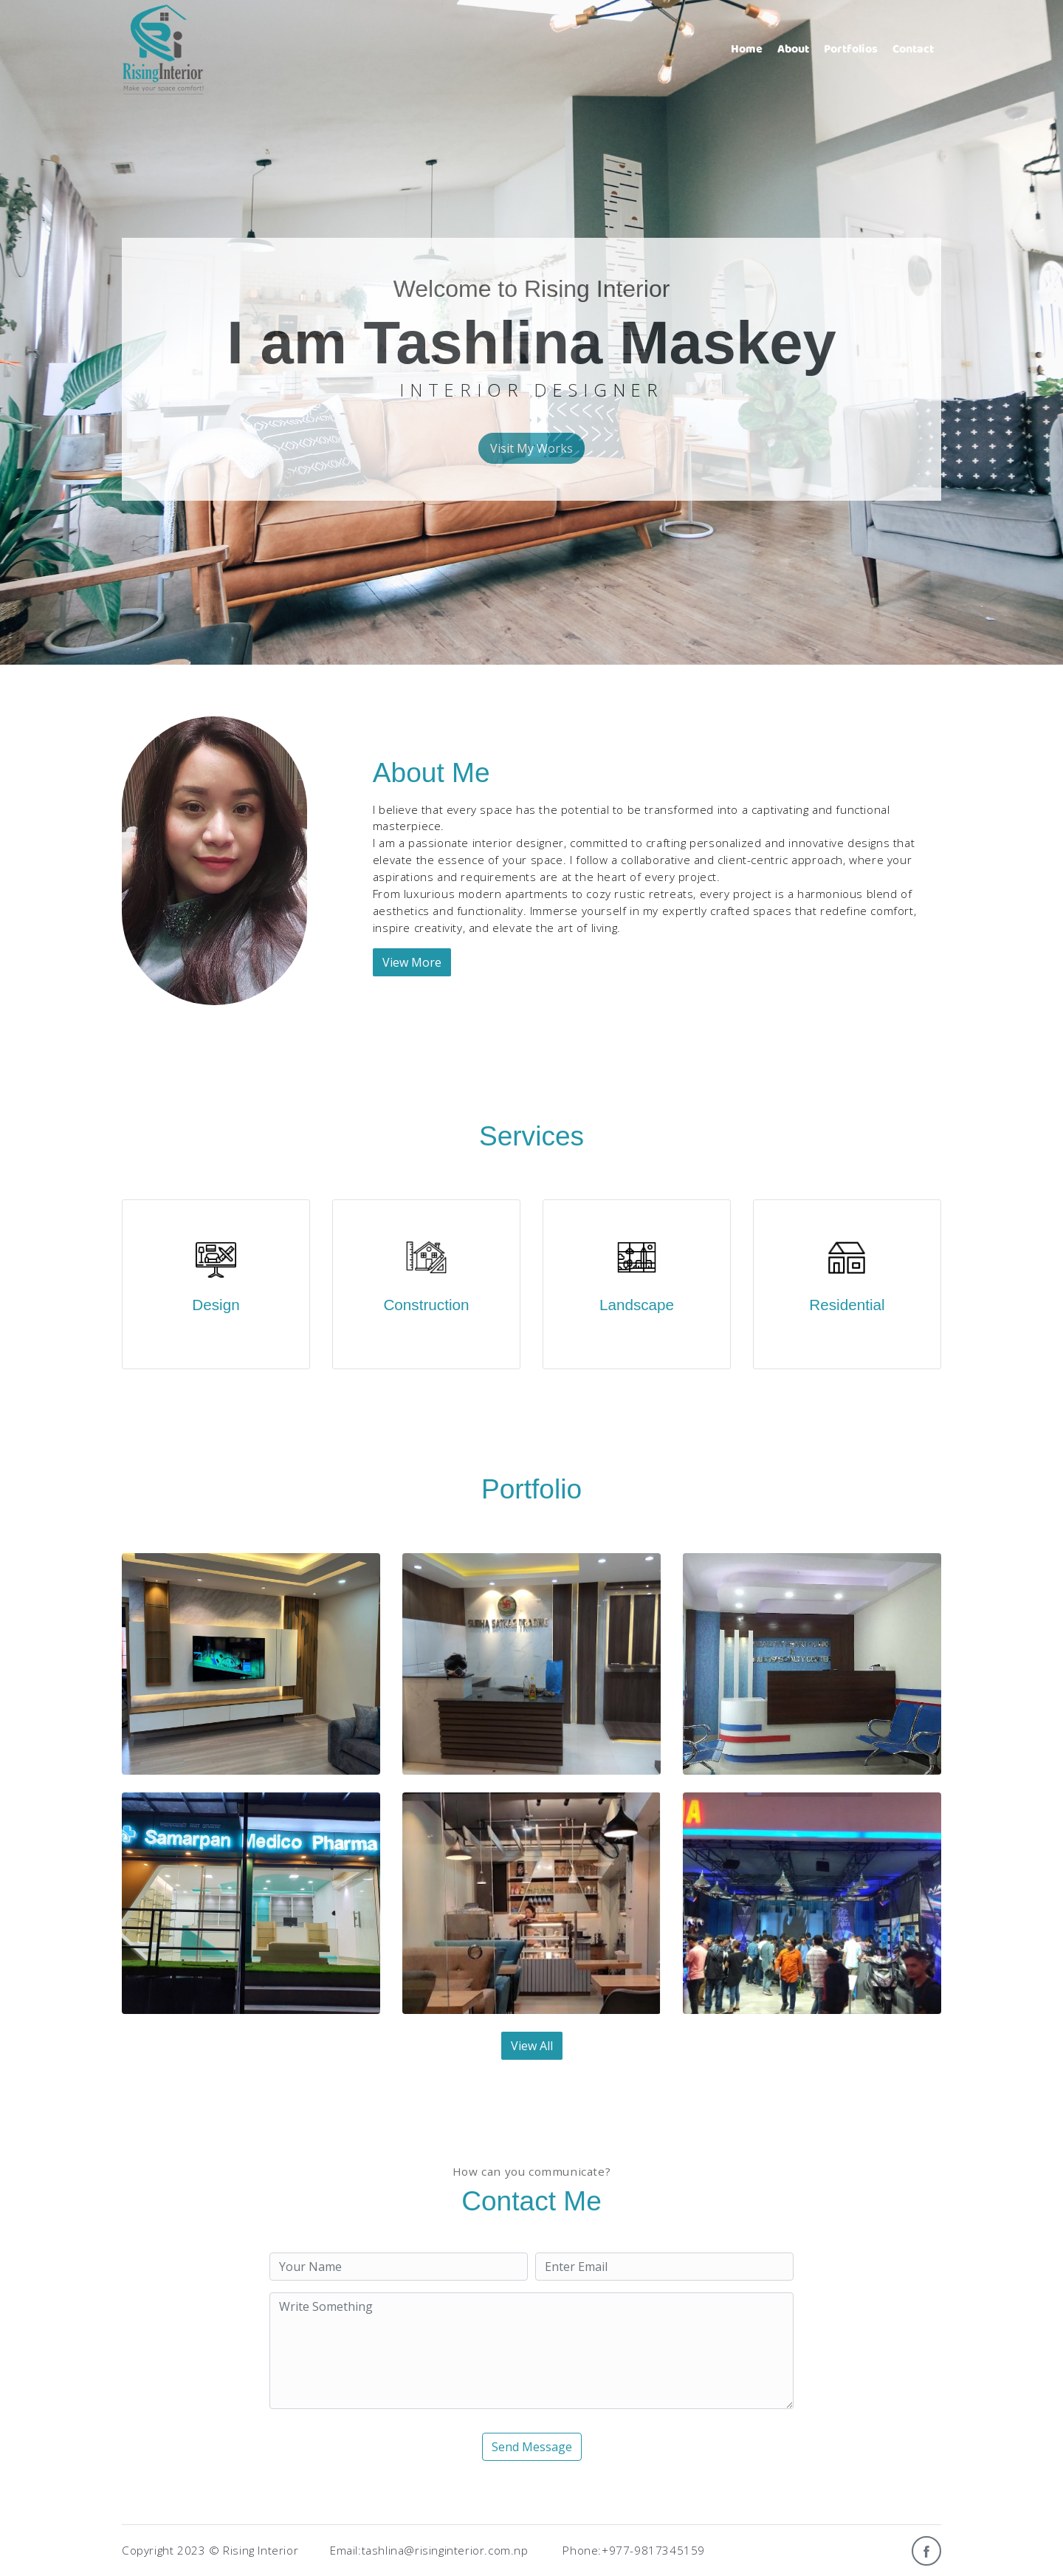 RisingInterior
Make your space comfort!
Home About Portfolios Contact
Welcome to Rising Interior
I am Tashlina Maskey
INTERIOR DESIGNER
Visit My Works
About Me
I believe that every space has the potential to be transformed into a captivating and functional
masterpiece.
I am a passionate interior designer, committed to crafting personalized and innovative designs that
elevate the essence of your space. I follow a collaborative and client-centric approach, where your
aspirations and requirements are at the heart of every project.
From luxurious modern apartments to cozy rustic retreats, every project is a harmonious blend of
aesthetics and functionality. Immerse yourself in my expertly crafted spaces that redefine comfort,
inspire creativity, and elevate the art of living.
View More
Services
Design Construction Landscape Residential
Portfolio
Samarpan Medico Pharma
View All
How can you communicate?
Contact Me
Your Name Enter Email
Write Something
Send Message
Copyright 2023 © Rising Interior Email:tashlina@risinginterior.com.np Phone:+977-9817345159